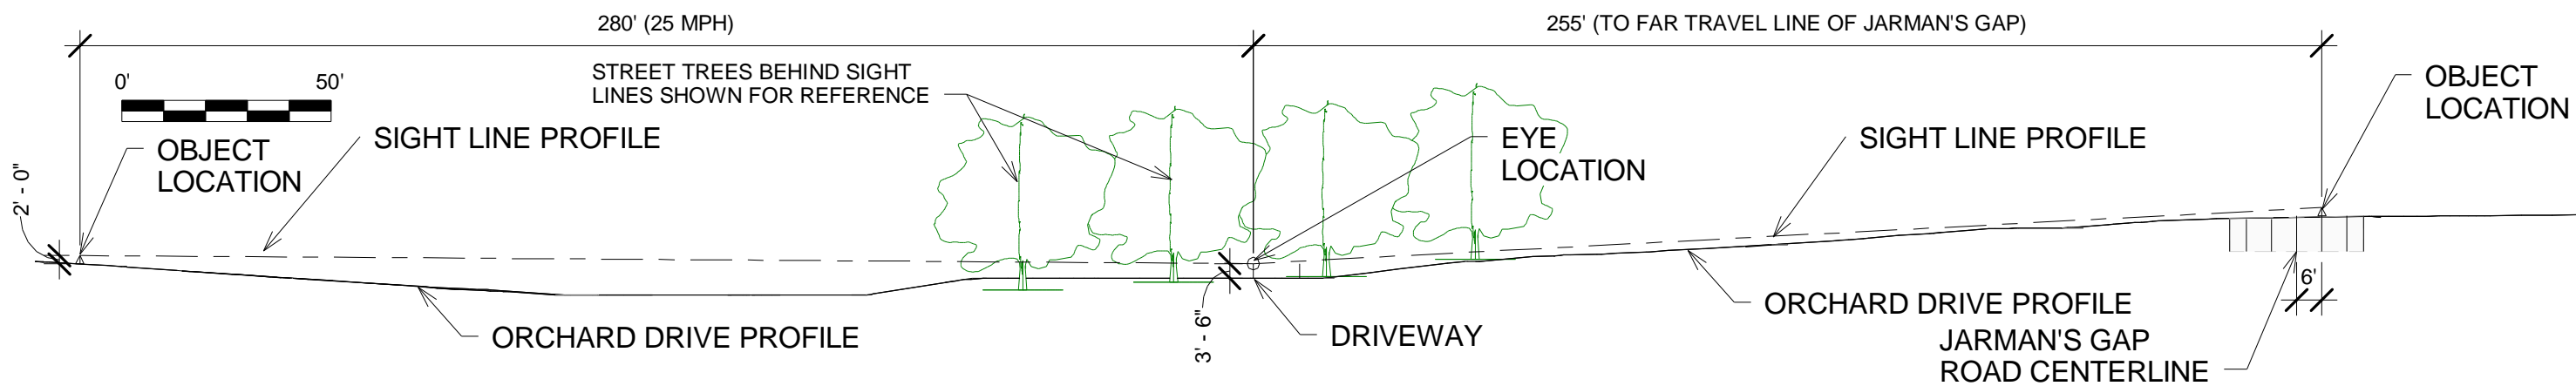 280' (25 MPH)
255' (TO FAR TRAVEL LINE OF JARMAN'S GAP)
0'
50'
STREET TREES BEHIND SIGHT
LINES SHOWN FOR REFERENCE
OBJECT
LOCATION
SIGHT LINE PROFILE
OBJECT
LOCATION
EYE
LOCATION
SIGHT LINE PROFILE
2' - 0"
ORCHARD DRIVE PROFILE
3' - 6"
DRIVEWAY
ORCHARD DRIVE PROFILE
6'
JARMAN'S GAP
ROAD CENTERLINE